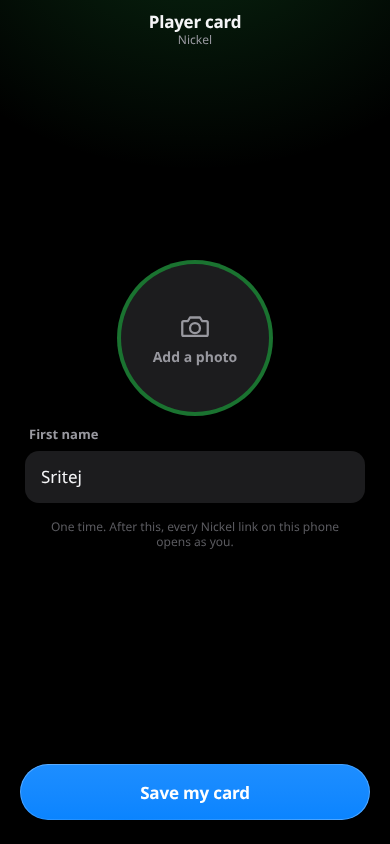 Player card
Nickel
Add a photo
First name
Sritej
One time. After this, every Nickel link on this phone
opens as you.
Save my card